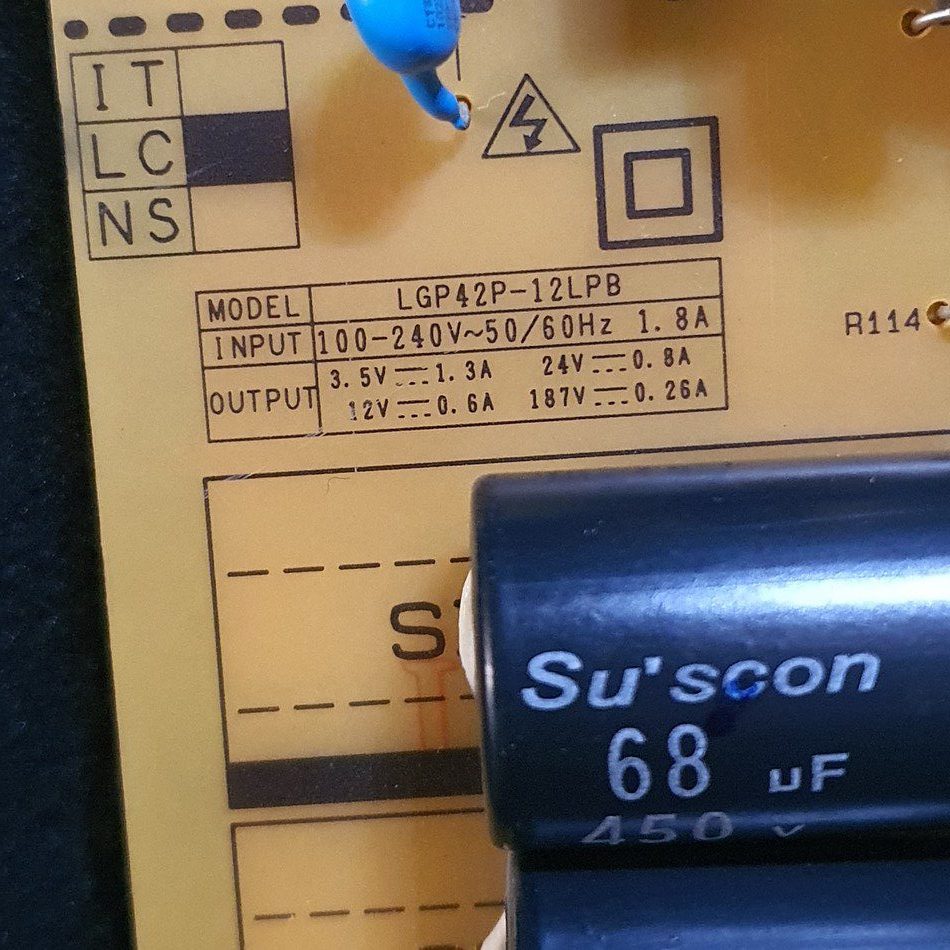 IT
LC
NS
MODEL LGP42P-12LPB
INPUT 100-240V~50/60Hz 1.8A
OUTPUT 3.5V⎓1.3A 24V⎓0.8A
12V⎓0.6A 187V⎓0.26A
R114
S
Su'scon
68 uF
450 v